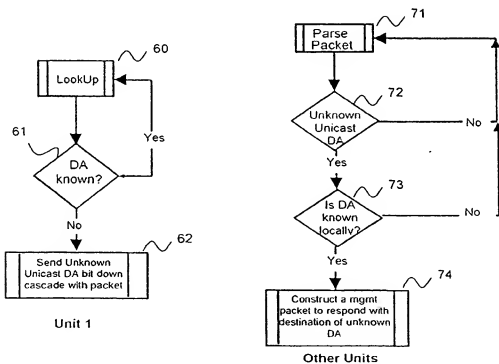 60
LookUp
Yes
61
DA
known?
No
62
Send Unknown
Unicast DA bit down
cascade with packet
Unit 1
71
Parse
Packet
72
Unknown
Unicast
DA
No
Yes
73
Is DA
known
locally?
No
Yes
74
Construct a mgmt
packet to respond with
destination of unknown
DA
Other Units